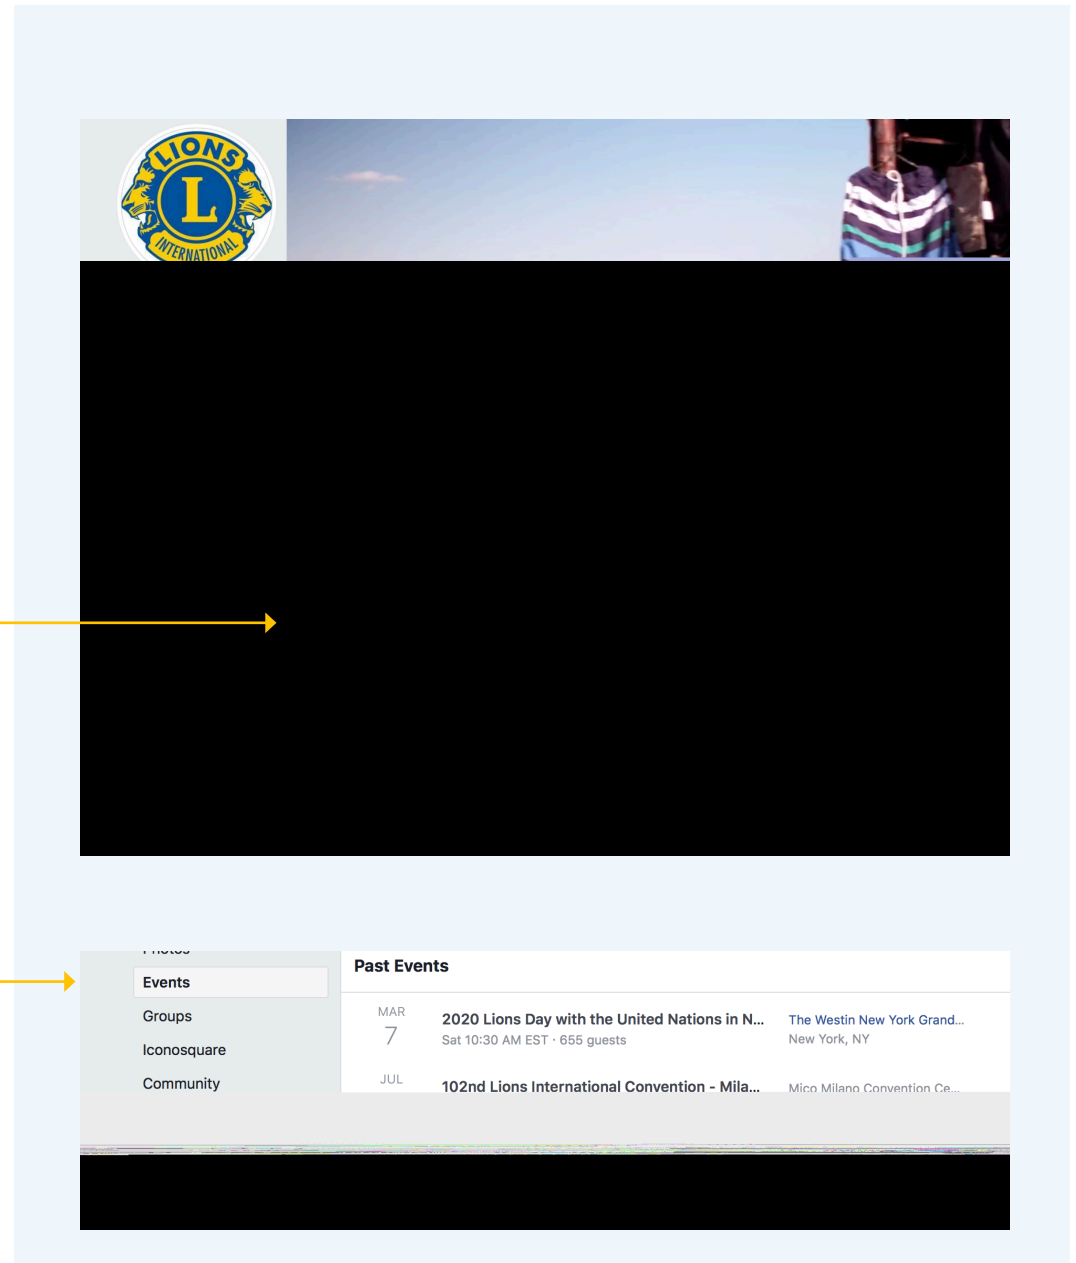 LIONS
L
INTERNATIONAL
Photos
Events
Groups
Iconosquare
Community
Past Events
MAR
7
2020 Lions Day with the United Nations in N...
Sat 10:30 AM EST · 655 guests
The Westin New York Grand...
New York, NY
JUL
102nd Lions International Convention - Mila...
Mico Milano Convention Ce...